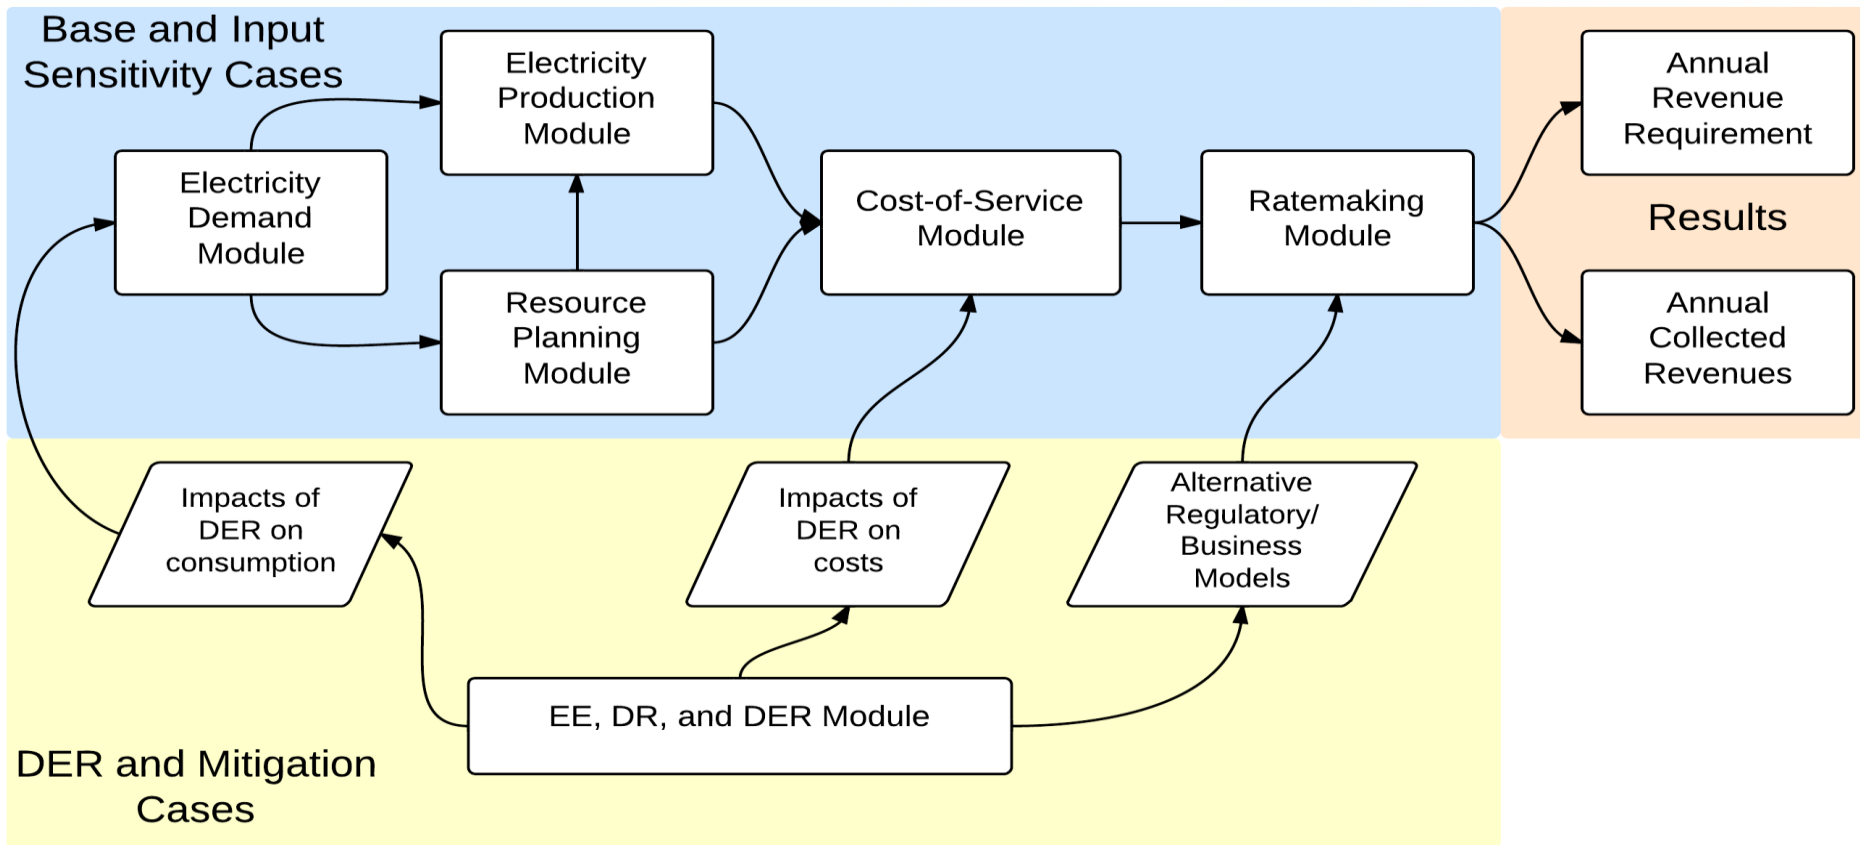 Base and Input
Sensitivity Cases
Electricity
Production
Module
Electricity
Demand
Module
Resource
Planning
Module
Cost-of-Service
Module
Ratemaking
Module
Annual
Revenue
Requirement
Results
Annual
Collected
Revenues
Impacts of
DER on
consumption
Impacts of
DER on
costs
Alternative
Regulatory/
Business
Models
EE, DR, and DER Module
DER and Mitigation
Cases